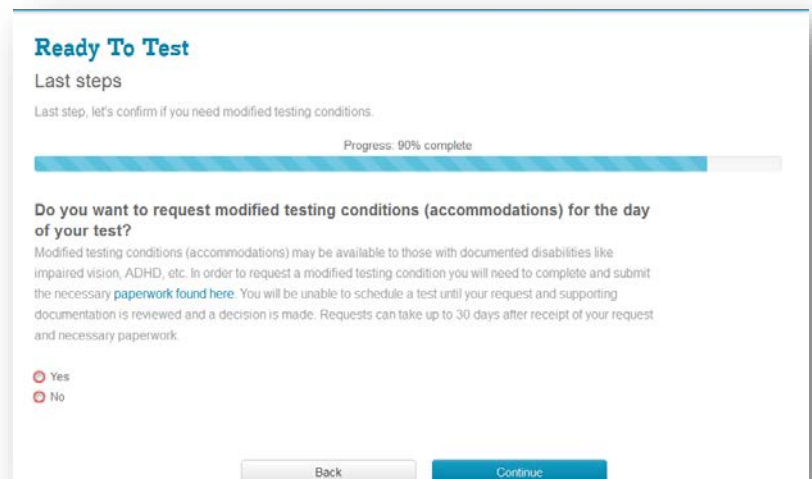 Ready To Test
Last steps
Last step, let's confirm if you need modified testing conditions.
Progress: 90% complete
Do you want to request modified testing conditions (accommodations) for the day
of your test?
Modified testing conditions (accommodations) may be available to those with documented disabilities like
impaired vision, ADHD, etc. In order to request a modified testing condition you will need to complete and submit
the necessary paperwork found here. You will be unable to schedule a test until your request and supporting
documentation is reviewed and a decision is made. Requests can take up to 30 days after receipt of your request
and necessary paperwork.
Yes
No
Back Continue